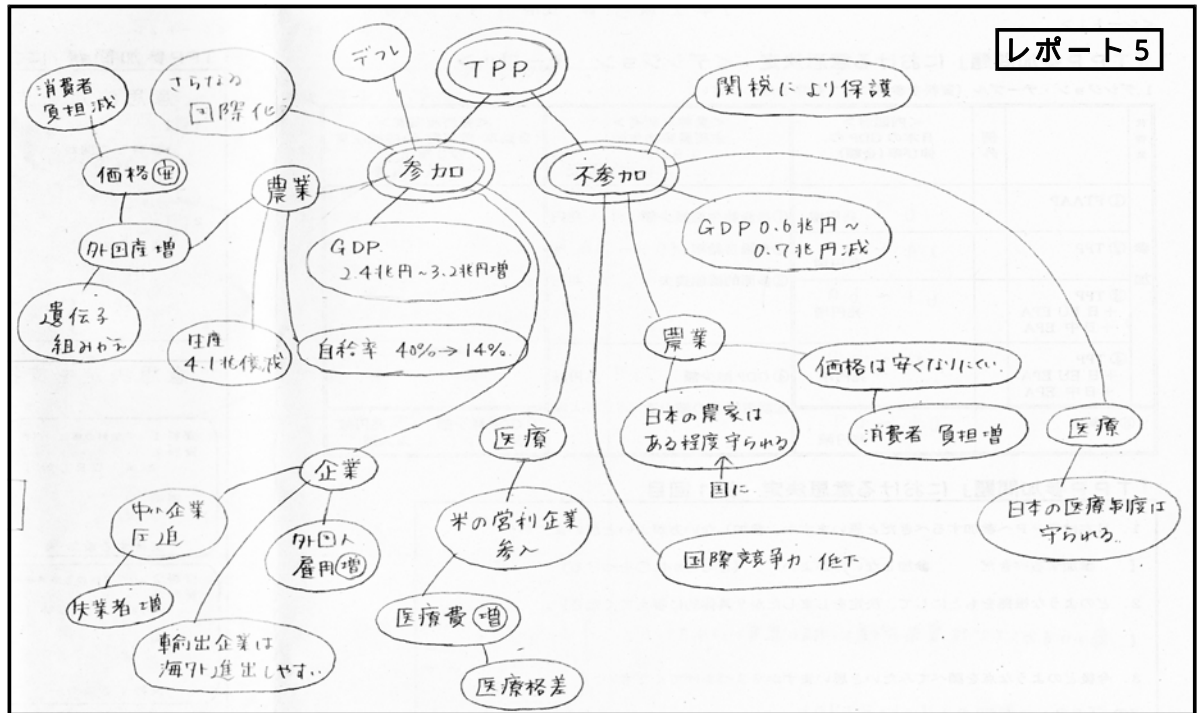 レポート5
TPP
デフレ
さらなる
国際化
消費者
負担減
価格安
外国産増
遺伝子
組みかえ
農業
参加
不参加
関税により保護
GDP
2.4兆円~3.2兆円増
GDP 0.6兆円~
0.7兆円減
生産
4.1兆億減
自給率 40%→14%
農業
日本の農家は
ある程度守られる
↑
国に
価格は安くなりにくい
消費者 負担増
医療
日本の医療制度は
守られる
国際競争力 低下
医療
米の営利企業
参入
医療費増
医療格差
企業
中小企業
圧迫
失業者増
外国人
雇用増
輸出企業は
海外進出しやすい